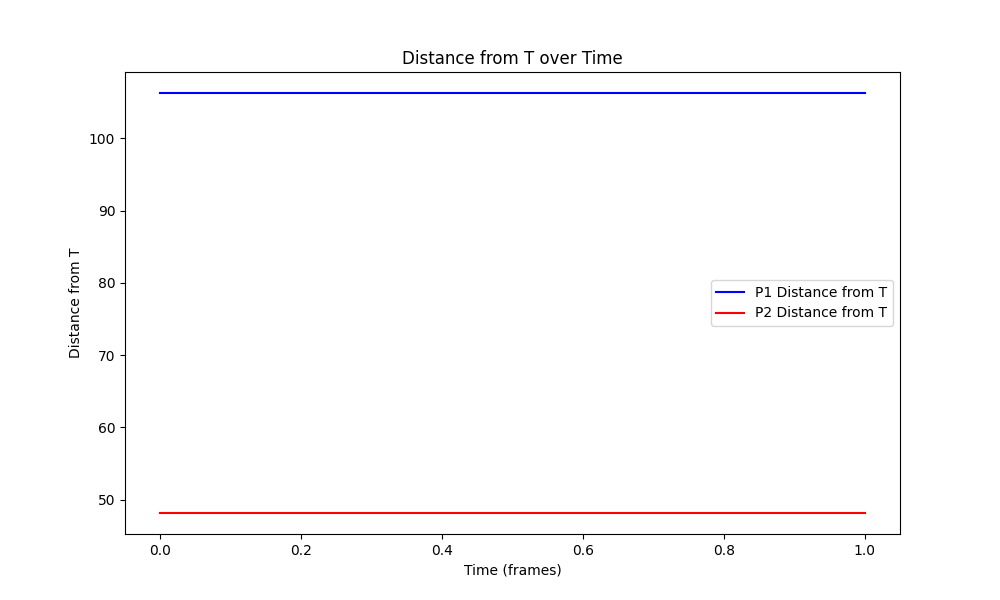 Distance from T over Time
Distance from T
100
90
80
70
60
50
P1 Distance from T
P2 Distance from T
0.0 0.2 0.4 0.6 0.8 1.0
Time (frames)